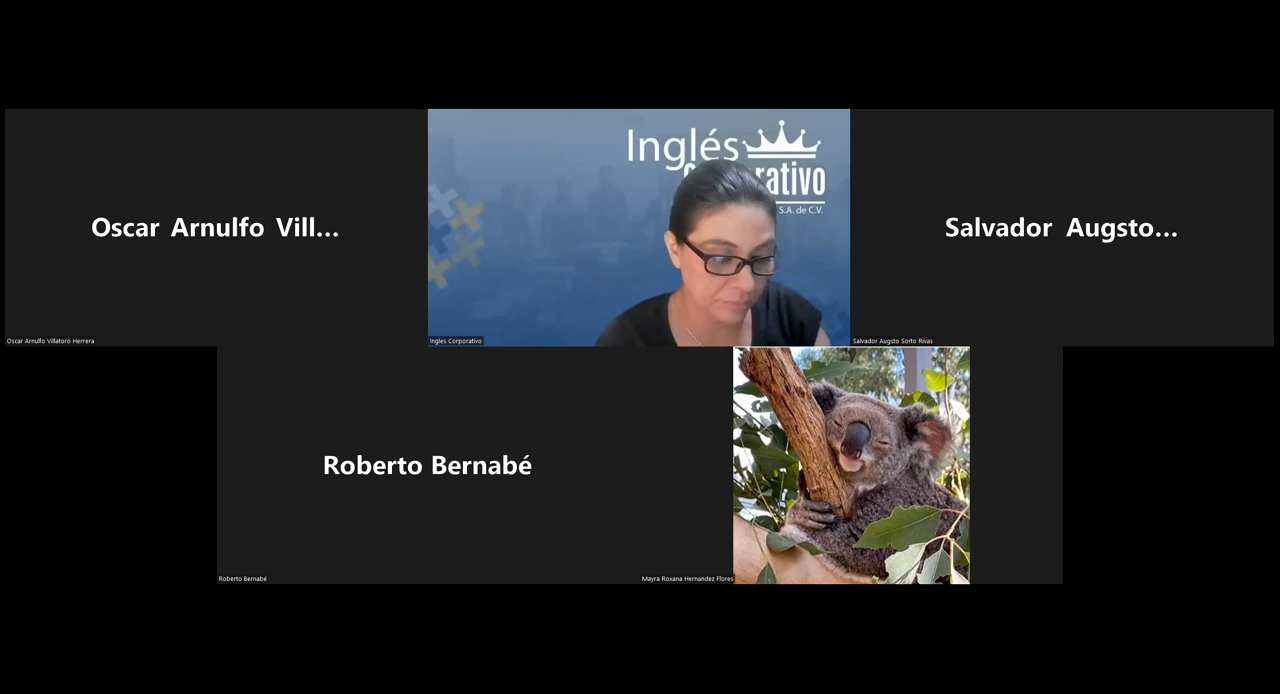 Oscar Arnulfo Vill...
Oscar Arnulfo Villatoro Herrera
Inglés
rativo
S.A. de C.V.
Ingles Corporativo
Salvador Augsto...
Salvador Augsto Sorto Rivas
Roberto Bernabé
Roberto Bernabé
Mayra Roxana Hernandez Flores